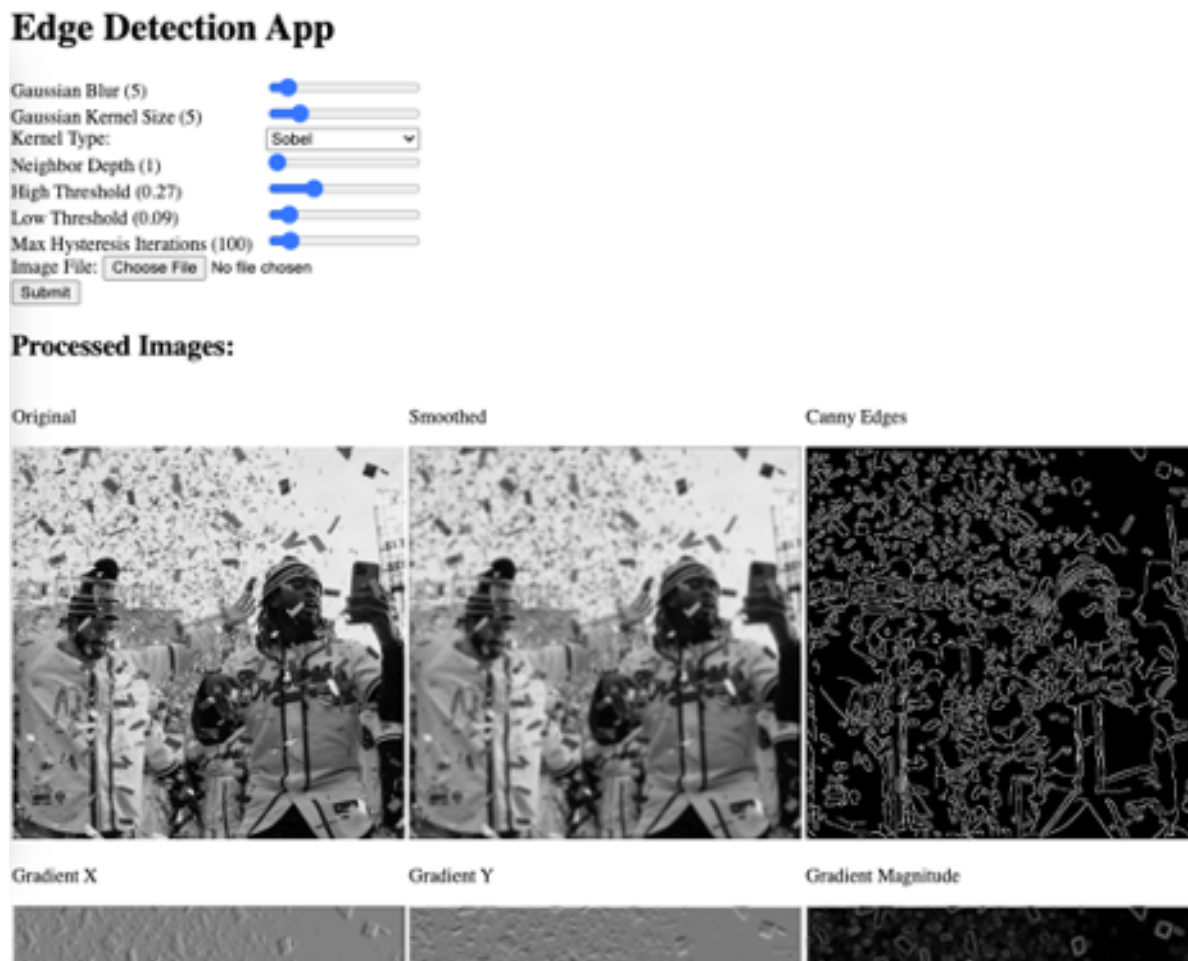 Edge Detection App
Gaussian Blur (5)
Gaussian Kernel Size (5)
Kernel Type: Sobel
Neighbor Depth (1)
High Threshold (0.27)
Low Threshold (0.09)
Max Hysteresis Iterations (100)
Image File: Choose File No file chosen
Submit
Processed Images:
Original Smoothed Canny Edges
Gradient X Gradient Y Gradient Magnitude